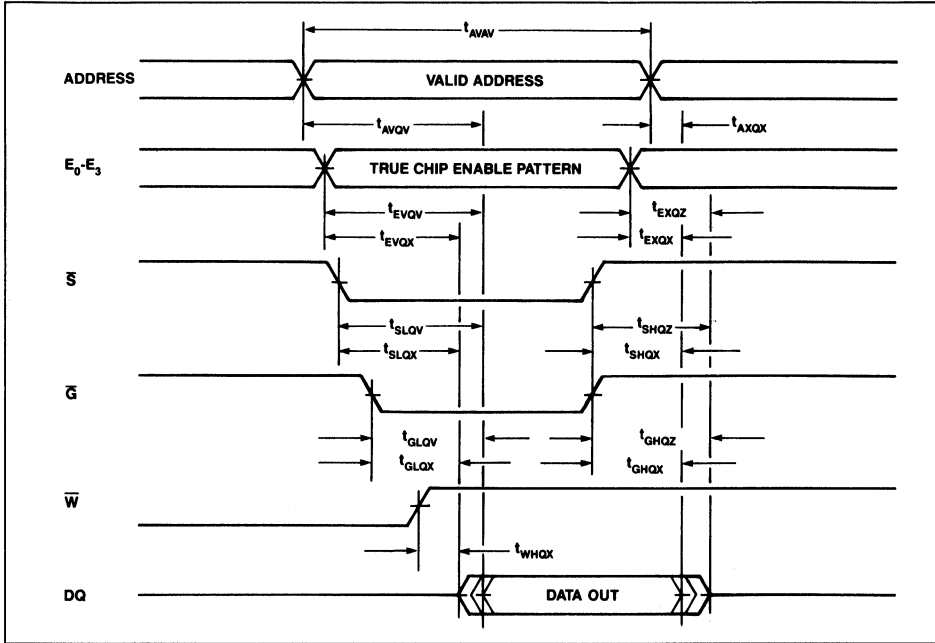 tAVAV
ADDRESS VALID ADDRESS
tAVQV tAXQX
E0-E3 TRUE CHIP ENABLE PATTERN
tEVQV tEXQZ
tEVQX tEXQX
S̅
tSLQV tSHQZ
tSLQX tSHQX
G̅
tGLQV tGHQZ
tGLQX tGHQX
W̅
tWHQX
DQ DATA OUT